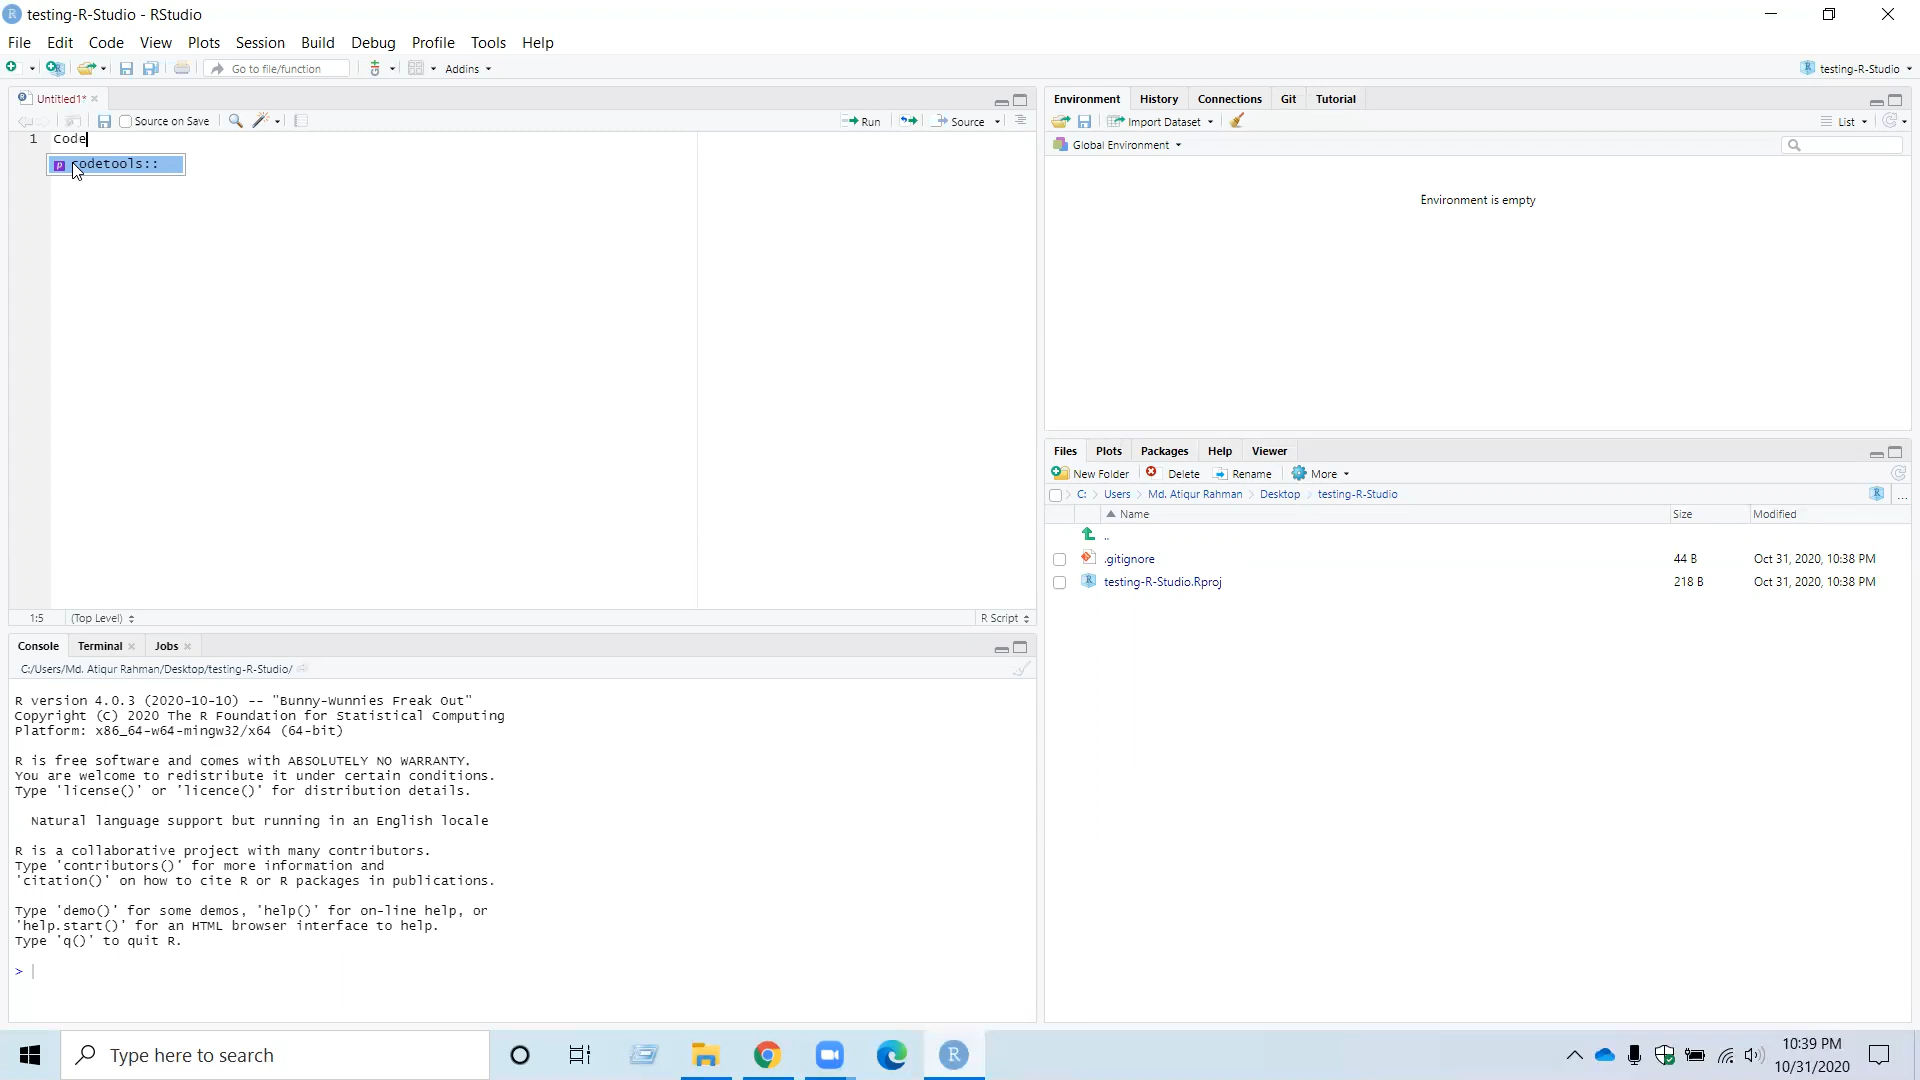 testing-R-Studio - RStudio
File Edit Code View Plots Session Build Debug Profile Tools Help
Go to file/function Addins testing-R-Studio
Untitled1*
Source on Save Run Source
1 Code
codetools::
1:5 (Top Level) R Script
Console Terminal Jobs
C:/Users/Md. Atiqur Rahman/Desktop/testing-R-Studio/
R version 4.0.3 (2020-10-10) -- "Bunny-Wunnies Freak Out"
Copyright (C) 2020 The R Foundation for Statistical Computing
Platform: x86_64-w64-mingw32/x64 (64-bit)
R is free software and comes with ABSOLUTELY NO WARRANTY.
You are welcome to redistribute it under certain conditions.
Type 'license()' or 'licence()' for distribution details.
Natural language support but running in an English locale
R is a collaborative project with many contributors.
Type 'contributors()' for more information and
'citation()' on how to cite R or R packages in publications.
Type 'demo()' for some demos, 'help()' for on-line help, or
'help.start()' for an HTML browser interface to help.
Type 'q()' to quit R.
>
Environment History Connections Git Tutorial
Import Dataset List
Global Environment
Environment is empty
Files Plots Packages Help Viewer
New Folder Delete Rename More
C: Users Md. Atiqur Rahman Desktop testing-R-Studio ...
Name Size Modified
..
.gitignore 44 B Oct 31, 2020, 10:38 PM
testing-R-Studio.Rproj 218 B Oct 31, 2020, 10:38 PM
Type here to search
10:39 PM
10/31/2020